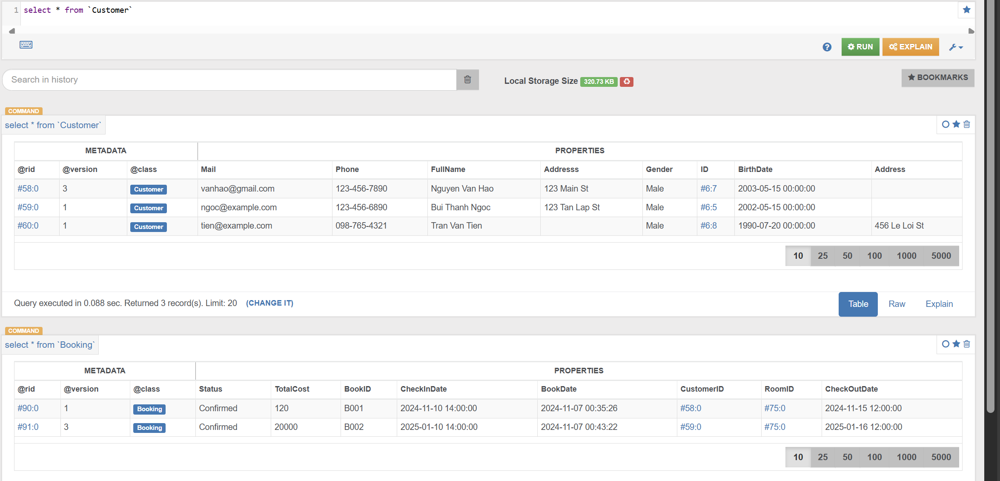 1 select * from `Customer`
RUN EXPLAIN
Search in history Local Storage Size 320.73 KB BOOKMARKS
COMMAND
select * from `Customer`
METADATA PROPERTIES
@rid @version @class Mail Phone FullName Addresss Gender ID BirthDate Address
#58:0 3 Customer vanhao@gmail.com 123-456-7890 Nguyen Van Hao 123 Main St Male #6:7 2003-05-15 00:00:00
#59:0 1 Customer ngoc@example.com 123-456-6890 Bui Thanh Ngoc 123 Tan Lap St Male #6:5 2002-05-15 00:00:00
#60:0 1 Customer tien@example.com 098-765-4321 Tran Van Tien Male #6:8 1990-07-20 00:00:00 456 Le Loi St
10 25 50 100 1000 5000
Query executed in 0.088 sec. Returned 3 record(s). Limit: 20 (CHANGE IT) Table Raw Explain
COMMAND
select * from `Booking`
METADATA PROPERTIES
@rid @version @class Status TotalCost BookID CheckInDate BookDate CustomerID RoomID CheckOutDate
#90:0 1 Booking Confirmed 120 B001 2024-11-10 14:00:00 2024-11-07 00:35:26 #58:0 #75:0 2024-11-15 12:00:00
#91:0 3 Booking Confirmed 20000 B002 2025-01-10 14:00:00 2024-11-07 00:43:22 #59:0 #75:0 2025-01-16 12:00:00
10 25 50 100 1000 5000